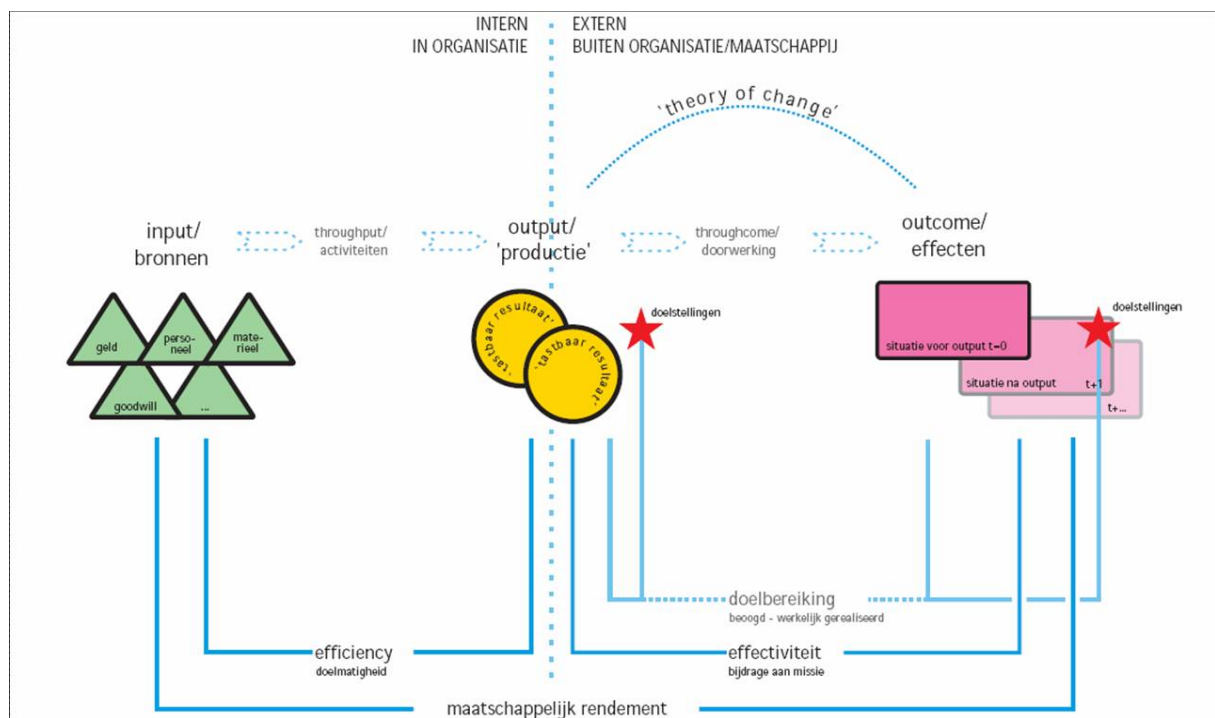 INTERN
IN ORGANISATIE
EXTERN
BUITEN ORGANISATIE/MAATSCHAPPIJ
'theory of change'
input/
bronnen
throughput/
activiteiten
output/
'productie'
throughcome/
doorwerking
outcome/
effecten
geld
perso-
neel
mate-
rieel
goodwill
...
'tastbaar resultaat'
'tastbaar resultaat'
doelstellingen
situatie voor output t=0
situatie na output t+1
t+...
doelstellingen
doelbereiking
beoogd - werkelijk gerealiseerd
efficiency
doelmatigheid
effectiviteit
bijdrage aan missie
maatschappelijk rendement